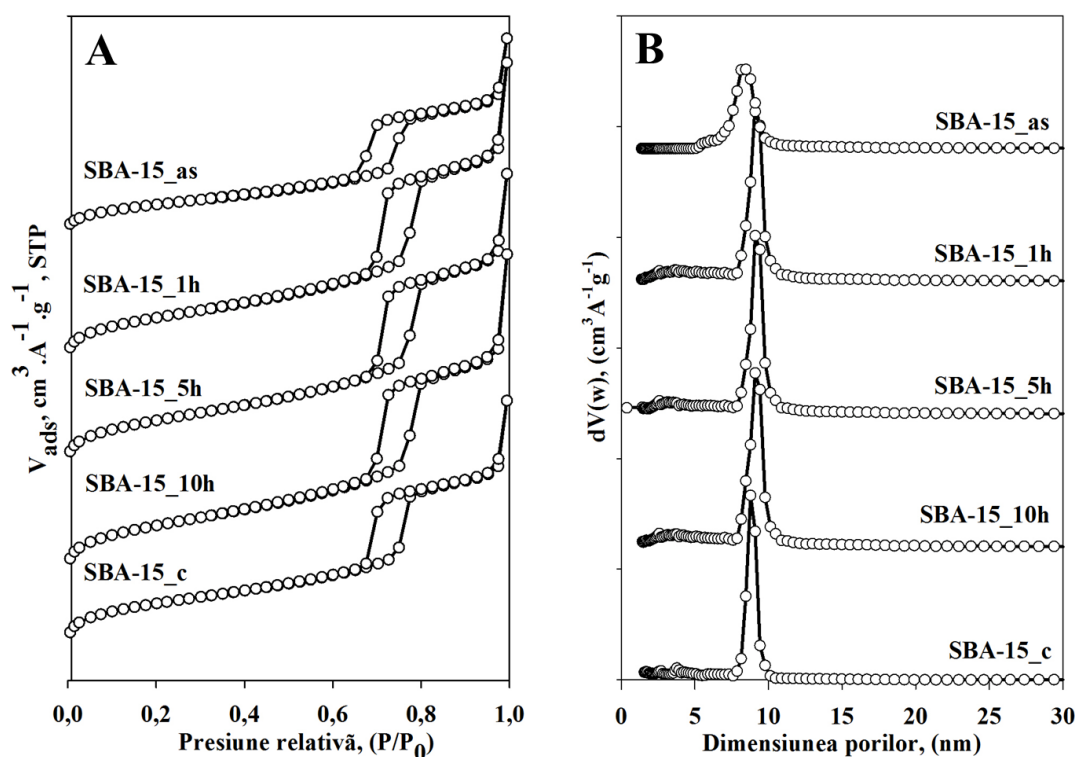 A
SBA-15_as
SBA-15_1h
SBA-15_5h
SBA-15_10h
SBA-15_c
V_ads, cm³.A⁻¹.g⁻¹, STP
0,0 0,2 0,4 0,6 0,8 1,0
Presiune relativã, (P/P₀)
B
SBA-15_as
SBA-15_1h
SBA-15_5h
SBA-15_10h
SBA-15_c
dV(w), (cm³A⁻¹g⁻¹)
0 5 10 15 20 25 30
Dimensiunea porilor, (nm)